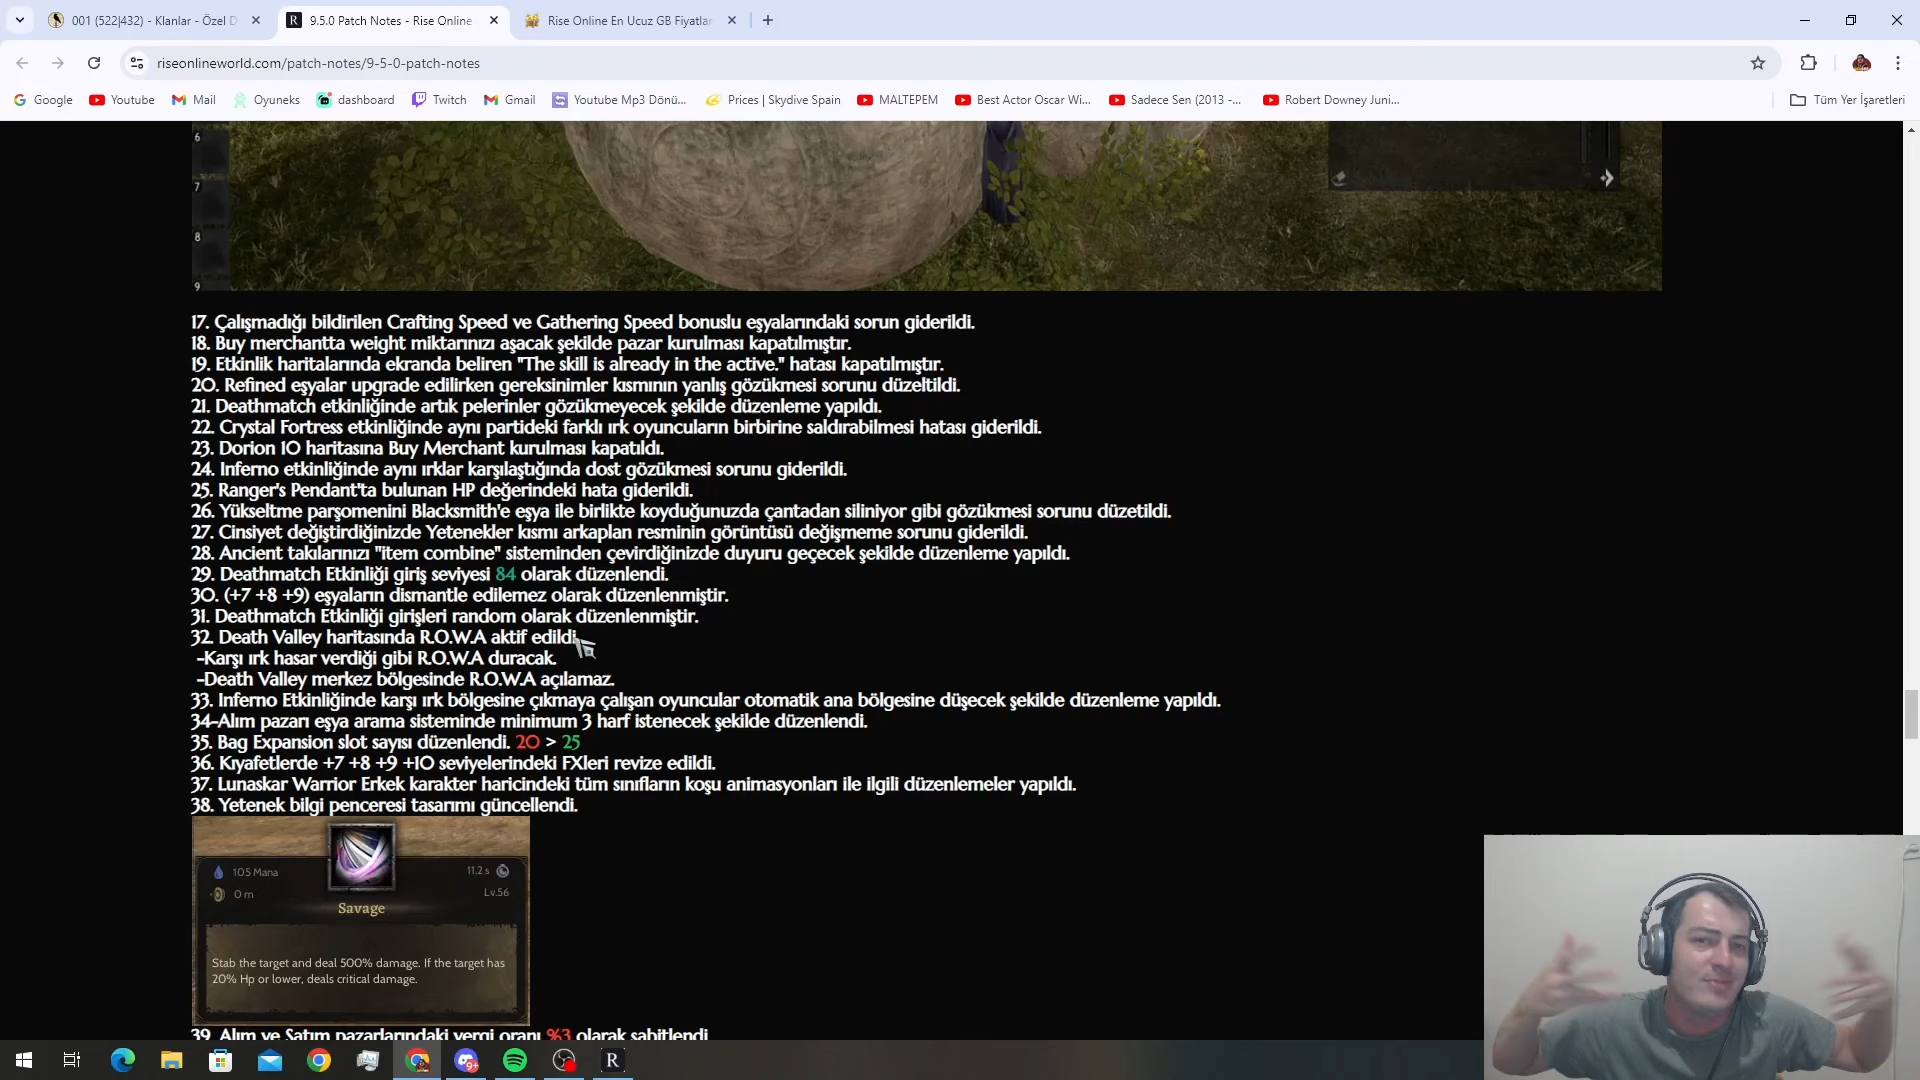 001 (522|432) - Klanlar - Özel D
9.5.0 Patch Notes - Rise Online
Rise Online En Ucuz GB Fiyatlar
riseonlineworld.com/patch-notes/9-5-0-patch-notes
Google
Youtube
Mail
Oyuneks
dashboard
Twitch
Gmail
Youtube Mp3 Dönü...
Prices | Skydive Spain
MALTEPEM
Best Actor Oscar Wi...
Sadece Sen (2013 -...
Robert Downey Juni...
Tüm Yer İşaretleri
6
7
8
9
17. Çalışmadığı bildirilen Crafting Speed ve Gathering Speed bonuslu eşyalarındaki sorun giderildi.
18. Buy merchantta weight miktarınızı aşacak şekilde pazar kurulması kapatılmıştır.
19. Etkinlik haritalarında ekranda beliren "The skill is already in the active." hatası kapatılmıştır.
20. Refined eşyalar upgrade edilirken gereksinimler kısmının yanlış gözükmesi sorunu düzeltildi.
21. Deathmatch etkinliğinde artık pelerinler gözükmeyecek şekilde düzenleme yapıldı.
22. Crystal Fortress etkinliğinde aynı partideki farklı ırk oyuncuların birbirine saldırabilmesi hatası giderildi.
23. Dorion 10 haritasına Buy Merchant kurulması kapatıldı.
24. Inferno etkinliğinde aynı ırklar karşılaştığında dost gözükmesi sorunu giderildi.
25. Ranger's Pendant'ta bulunan HP değerindeki hata giderildi.
26. Yükseltme parşomenini Blacksmith'e eşya ile birlikte koyduğunuzda çantadan siliniyor gibi gözükmesi sorunu düzetildi.
27. Cinsiyet değiştirdiğinizde Yetenekler kısmı arkaplan resminin görüntüsü değişmeme sorunu giderildi.
28. Ancient takılarınızı "item combine" sisteminden çevirdiğinizde duyuru geçecek şekilde düzenleme yapıldı.
29. Deathmatch Etkinliği giriş seviyesi 84 olarak düzenlendi.
30. (+7 +8 +9) eşyaların dismantle edilemez olarak düzenlenmiştir.
31. Deathmatch Etkinliği girişleri random olarak düzenlenmiştir.
32. Death Valley haritasında R.O.W.A aktif edildi.
-Karşı ırk hasar verdiği gibi R.O.W.A duracak.
-Death Valley merkez bölgesinde R.O.W.A açılamaz.
33. Inferno Etkinliğinde karşı ırk bölgesine çıkmaya çalışan oyuncular otomatik ana bölgesine düşecek şekilde düzenleme yapıldı.
34-Alım pazarı eşya arama sisteminde minimum 3 harf istenecek şekilde düzenlendi.
35. Bag Expansion slot sayısı düzenlendi. 20 > 25
36. Kıyafetlerde +7 +8 +9 +10 seviyelerindeki FXleri revize edildi.
37. Lunaskar Warrior Erkek karakter haricindeki tüm sınıfların koşu animasyonları ile ilgili düzenlemeler yapıldı.
38. Yetenek bilgi penceresi tasarımı güncellendi.
105 Mana
11,2 s
0 m
Lv.56
Savage
Stab the target and deal 500% damage. If the target has
20% Hp or lower, deals critical damage.
39. Alım ve Satım pazarlarındaki vergi oranı %3 olarak sabitlendi
9+
R